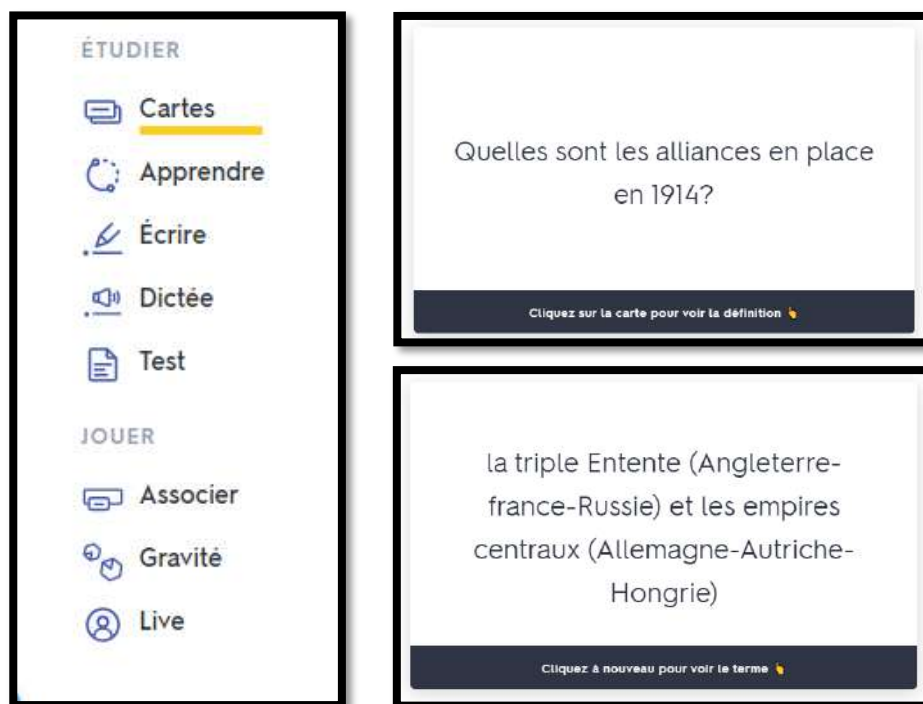 ÉTUDIER
Cartes
Apprendre
Écrire
Dictée
Test
JOUER
Associer
Gravité
Live
Quelles sont les alliances en place
en 1914?
Cliquez sur la carte pour voir la définition 👆
la triple Entente (Angleterre-
france-Russie) et les empires
centraux (Allemagne-Autriche-
Hongrie)
Cliquez à nouveau pour voir le terme 👆